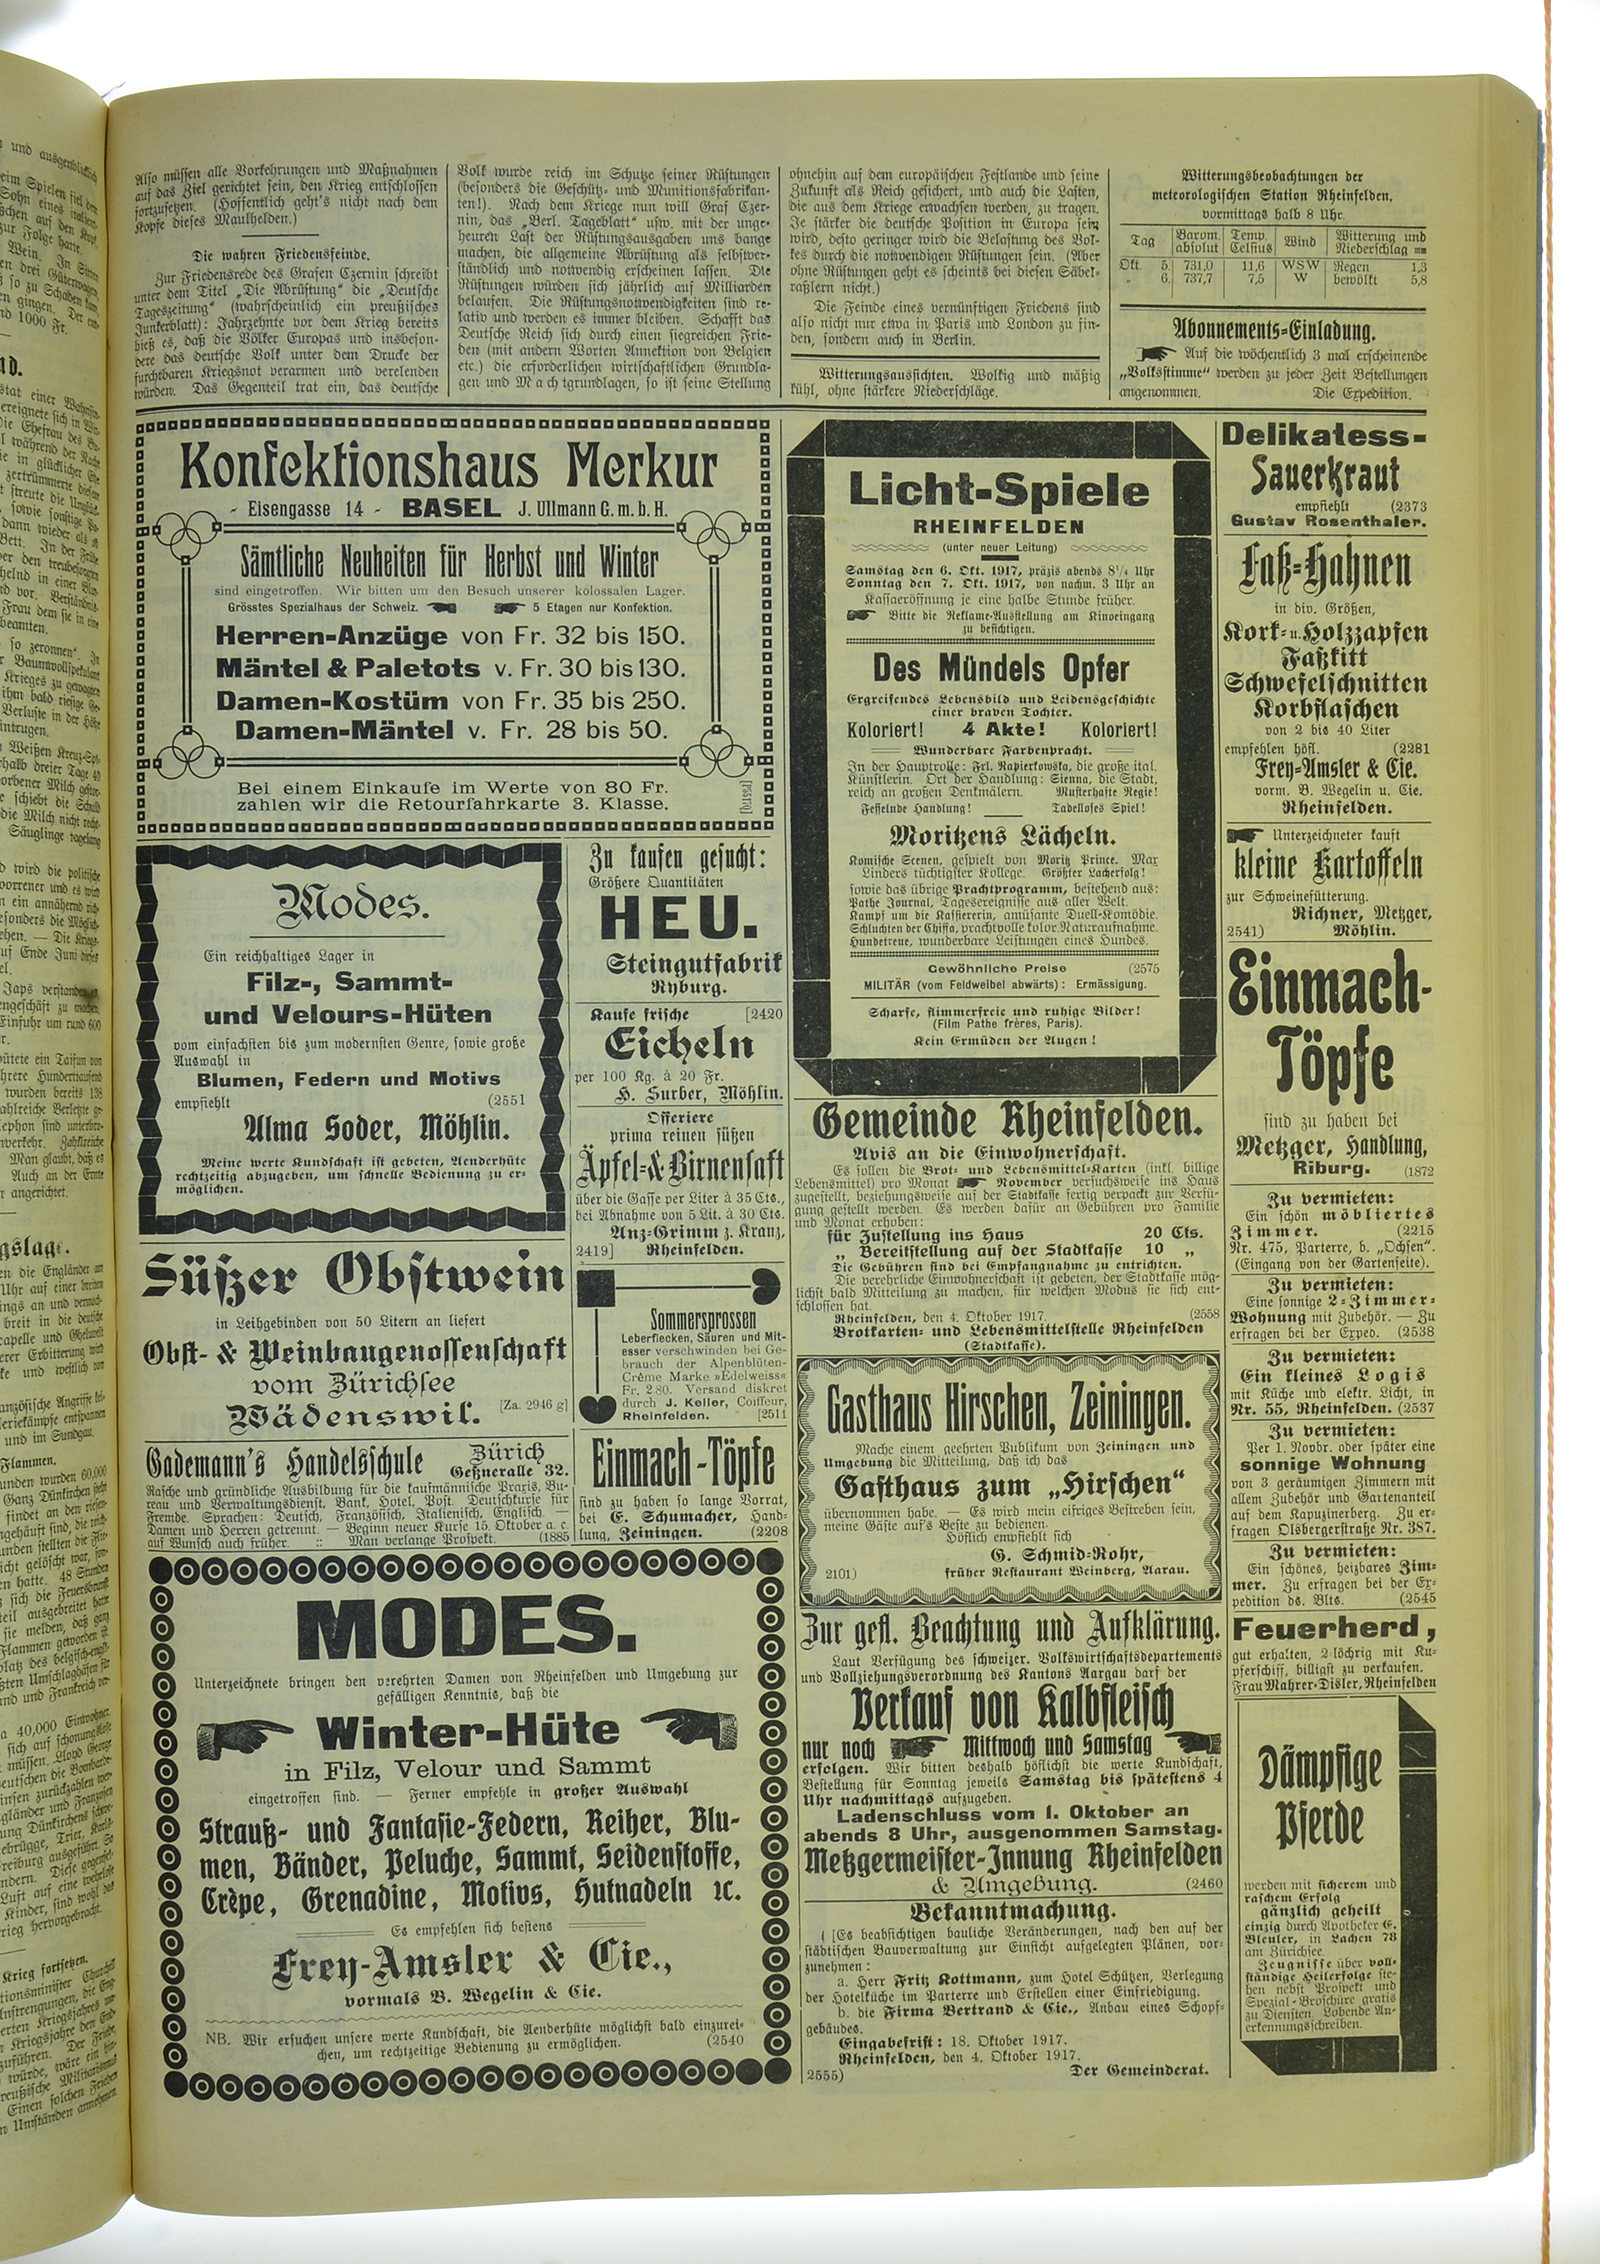 Also müssen alle Vorkehrungen und Maßnahmen
auf das Ziel gerichtet sein, den Krieg entschlossen
fortzusetzen. (Hoffentlich geht's nicht nach dem
Kopfe dieses Maulhelden.)
Die wahren Friedensfeinde.
Zur Friedensrede des Grafen Czernin schreibt
unter dem Titel „Die Abrüstung" die „Deutsche
Tageszeitung" (wahrscheinlich ein preußisches
Junkerblatt): Jahrzehnte vor dem Krieg bereits
hieß es, daß die Völker Europas und insbeson-
dere das deutsche Volk unter dem Drucke der
furchtbaren Kriegsnot verarmen und verelenden
würden. Das Gegenteil trat ein, das deutsche
Volk wurde reich im Schutze seiner Rüstungen
(besonders die Geschütz- und Munitionsfabrikan-
ten!). Nach dem Kriege nun will Graf Czer-
nin, das „Berl. Tageblatt" usw. mit der unge-
heuren Last der Rüstungsausgaben uns bange
machen, die allgemeine Abrüstung als selbstver-
ständlich und notwendig erscheinen lassen. Die
Rüstungen würden sich jährlich auf Milliarden
belaufen. Die Rüstungsnotwendigkeiten sind re-
lativ und werden es immer bleiben. Schafft das
Deutsche Reich sich durch einen siegreichen Frie-
den (mit andern Worten Annektion von Belgien
etc.) die erforderlichen wirtschaftlichen Grundla-
gen und Machtgrundlagen, so ist seine Stellung
ohnehin auf dem europäischen Festlande und seine
Zukunft als Reich gesichert, und auch die Lasten,
die aus dem Kriege erwachsen werden, zu tragen.
Je stärker die deutsche Position in Europa sein
wird, desto geringer wird die Belastung des Vol-
kes durch die notwendigen Rüstungen sein. (Aber
ohne Rüstungen geht es scheints bei diesen Säbel-
raßlern nicht.)
Die Feinde eines vernünftigen Friedens sind
also nicht nur etwa in Paris und London zu fin-
den, sondern auch in Berlin.
Witterungsaussichten. Wolkig und mäßig
kühl, ohne stärkere Niederschläge.
Witterungsbeobachtungen der
meteorologischen Station Rheinfelden.
vormittags halb 8 Uhr.
Tag Barom. absolut Temp. Celsius Wind Witterung und Niederschlag mm
Okt. 5. 731,0 11,6 WSW Regen 1,3
„ 6. 737,7 7,5 W bewölkt 5,8
Abonnements-Einladung.
Auf die wöchentlich 3 mal erscheinende
„Volksstimme" werden zu jeder Zeit Bestellungen
angenommen. Die Expedition.
Konfektionshaus Merkur
- Eisengasse 14 - BASEL J. Ullmann G. m. b. H.
Sämtliche Neuheiten für Herbst und Winter
sind eingetroffen. Wir bitten um den Besuch unserer kolossalen Lager.
Grösstes Spezialhaus der Schweiz. 5 Etagen nur Konfektion.
Herren-Anzüge von Fr. 32 bis 150.
Mäntel & Paletots v. Fr. 30 bis 130.
Damen-Kostüm von Fr. 35 bis 250.
Damen-Mäntel v. Fr. 28 bis 50.
Bei einem Einkaufe im Werte von 80 Fr.
zahlen wir die Retourfahrkarte 3. Klasse.
Modes.
Ein reichhaltiges Lager in
Filz-, Sammt-
und Velours-Hüten
vom einfachsten bis zum modernsten Genre, sowie große
Auswahl in
Blumen, Federn und Motivs
empfiehlt (2551
Alma Soder, Möhlin.
Meine werte Kundschaft ist gebeten, Aenderhüte
rechtzeitig abzugeben, um schnelle Bedienung zu er-
möglichen.
Zu kaufen gesucht:
Größere Quantitäten
HEU.
Steingutfabrik
Ryburg.
Kaufe frische [2420
Eicheln
per 100 Kg. à 20 Fr.
H. Surber, Möhlin.
Offeriere
prima reinen süßen
Äpfel-& Birnensaft
über die Gasse per Liter à 35 Cts.,
bei Abnahme von 5 Lit. à 30 Cts.
Anz-Grimm z. Kranz,
2419] Rheinfelden.
Süßer Obstwein
in Leihgebinden von 50 Litern an liefert
Obst- & Weinbaugenossenschaft
vom Zürichsee
Wädenswil. [Za. 2946 g]
Sommersprossen
Leberflecken, Säuren und Mit-
esser verschwinden bei Ge-
brauch der Alpenblüten-
Crême Marke »Edelweiss«
Fr. 2 80. Versand diskret
durch J. Keller, Coiffeur,
Rheinfelden. [2511
Gademann's Handelsschule Zürich
Geßnerallee 32.
Rasche und gründliche Ausbildung für die kaufmännische Praxis, Bu-
reau und Verwaltungsdienst, Bank, Hotel, Post. Deutschkurse für
Fremde. Sprachen: Deutsch, Französisch, Italienisch, Englisch. —
Damen und Herren getrennt. — Beginn neuer Kurse 15. Oktober a. c.
auf Wunsch auch früher. :: Man verlange Prospekt. (1885
Einmach-Töpfe
sind zu haben so lange Vorrat,
bei E. Schumacher, Hand-
lung, Zeiningen. (2208
MODES.
Unterzeichnete bringen den verehrten Damen von Rheinfelden und Umgebung zur
gefälligen Kenntnis, daß die
Winter-Hüte
in Filz, Velour und Sammt
eingetroffen sind. — Ferner empfehle in großer Auswahl
Strauß- und Fantasie-Federn, Reiher, Blu-
men, Bänder, Peluche, Sammt, Seidenstoffe,
Crêpe, Grenadine, Motivs, Hutnadeln ⁊c.
Es empfehlen sich bestens
Frey-Amsler & Cie.,
vormals B. Wegelin & Cie.
NB. Wir ersuchen unsere werte Kundschaft, die Aenderhüte möglichst bald einzurei-
chen, um rechtzeitige Bedienung zu ermöglichen. (2540
Licht-Spiele
RHEINFELDEN
(unter neuer Leitung)
Samstag den 6. Okt. 1917, präzis abends 8¼ Uhr
Sonntag den 7. Okt. 1917, von nachm. 3 Uhr an
Kassaeröffnung je eine halbe Stunde früher.
Bitte die Reklame-Ausstellung am Kinoeingang
zu besichtigen.
Des Mündels Opfer
Ergreifendes Lebensbild und Leidensgeschichte
einer braven Tochter.
Koloriert! 4 Akte! Koloriert!
Wunderbare Farbenpracht.
In der Hauptrolle: Frl. Napierkowska, die große ital.
Künstlerin. Ort der Handlung: Sienna, die Stadt,
reich an großen Denkmälern. Musterhafte Regie!
Fesselnde Handlung! Tadelloses Spiel!
Moritzens Lächeln.
Komische Scenen, gespielt von Moritz Prince. Max
Linders tüchtigster Kollege. Größter Lacherfolg!
sowie das übrige Prachtprogramm, bestehend aus:
Pathe Journal, Tagesereignisse aus aller Welt.
Kampf um die Kassiererin, amüsante Duell-Komödie.
Schluchten der Chiffa, prachtvolle kolor. Naturaufnahme.
Hundetreue, wunderbare Leistungen eines Hundes.
Gewöhnliche Preise (2575
MILITÄR (vom Feldweibel abwärts): Ermässigung.
Scharfe, flimmerfreie und ruhige Bilder!
(Film Pathe frères, Paris).
Kein Ermüden der Augen!
Gemeinde Rheinfelden.
Avis an die Einwohnerschaft.
Es sollen die Brot- und Lebensmittel-Karten (inkl. billige
Lebensmittel) pro Monat November versuchsweise ins Haus
zugestellt, beziehungsweise auf der Stadtkasse fertig verpackt zur Verfü-
gung gestellt werden. Es werden dafür an Gebühren pro Familie
und Monat erhoben:
für Zustellung ins Haus 20 Cts.
„ Bereitstellung auf der Stadtkasse 10 „
Die Gebühren sind bei Empfangnahme zu entrichten.
Die verehrliche Einwohnerschaft ist gebeten, der Stadtkasse mög-
lichst bald Mitteilung zu machen, für welchen Modus sie sich ent-
schlossen hat.
Rheinfelden, den 4. Oktober 1917. (2558
Brotkarten- und Lebensmittelstelle Rheinfelden
(Stadtkasse).
Gasthaus Hirschen, Zeiningen.
Mache einem geehrten Publikum von Zeiningen und
Umgebung die Mitteilung, daß ich das
Gasthaus zum „Hirschen"
übernommen habe. — Es wird mein eifriges Bestreben sein,
meine Gäste auf's Beste zu bedienen.
Höflich empfiehlt sich
G. Schmid-Rohr,
2101) früher Restaurant Weinberg, Aarau.
Zur gefl. Beachtung und Aufklärung.
Laut Verfügung des schweizer. Volkswirtschaftsdepartements
und Vollziehungsverordnung des Kantons Aargau darf der
Verkauf von Kalbfleisch
nur noch Mittwoch und Samstag
erfolgen. Wir bitten deshalb höflichst die werte Kundschaft,
Bestellung für Sonntag jeweils Samstag bis spätestens 4
Uhr nachmittags aufzugeben.
Ladenschluss vom 1. Oktober an
abends 8 Uhr, ausgenommen Samstag.
Metzgermeister-Innung Rheinfelden
& Umgebung. (2460
Bekanntmachung.
[Es beabsichtigen bauliche Veränderungen, nach den auf der
städtischen Bauverwaltung zur Einsicht aufgelegten Plänen, vor-
zunehmen:
a. Herr Fritz Kottmann, zum Hotel Schützen, Verlegung
der Hotelküche im Parterre und Erstellen einer Einfriedigung.
b. die Firma Bertrand & Cie., Anbau eines Schopf-
gebäudes.
Eingabefrist: 18. Oktober 1917.
Rheinfelden, den 4. Oktober 1917.
2555) Der Gemeinderat.
Delikatess-
Sauerkraut
empfiehlt (2373
Gustav Rosenthaler.
Faß-Hahnen
in div. Größen,
Kork- u. Holzzapfen
Faßkitt
Schwefelschnitten
Korbflaschen
von 2 bis 40 Liter
empfehlen höfl. (2281
Frey-Amsler & Cie.
vorm. B. Wegelin u. Cie.
Rheinfelden.
Unterzeichneter kauft
kleine Kartoffeln
zur Schweinefütterung.
Richner, Metzger,
2541) Möhlin.
Einmach-
Töpfe
sind zu haben bei
Metzger, Handlung,
Riburg. (1872
Zu vermieten:
Ein schön möbliertes
Zimmer. (2215
Nr. 475, Parterre, b. „Ochsen".
(Eingang von der Gartenseite).
Zu vermieten:
Eine sonnige 2-Zimmer-
Wohnung mit Zubehör. — Zu
erfragen bei der Exped. (2538
Zu vermieten:
Ein kleines Logis
mit Küche und elektr. Licht, in
Nr. 55, Rheinfelden. (2537
Zu vermieten:
Per 1. Novbr. oder später eine
sonnige Wohnung
von 3 geräumigen Zimmern mit
allem Zubehör und Gartenanteil
auf dem Kapuzinerberg. Zu er-
fragen Olsbergerstraße Nr. 387.
Zu vermieten:
Ein schönes, heizbares Zim-
mer. Zu erfragen bei der Ex-
pedition ds. Blts. (2545
Feuerherd,
gut erhalten, 2 löchrig mit Ku-
pferschiff, billigst zu verkaufen.
Frau Mahrer-Disler, Rheinfelden
Dämpfige
Pferde
werden mit sicherem und
raschem Erfolg
gänzlich geheilt
einzig durch Apotheker E.
Bleuler, in Lachen 78
am Zürichsee.
Zeugnisse über voll-
ständige Heilerfolge ste-
hen nebst Prospekt und
Spezial-Broschüre gratis
zu Diensten. Lobende An-
erkennungsschreiben.